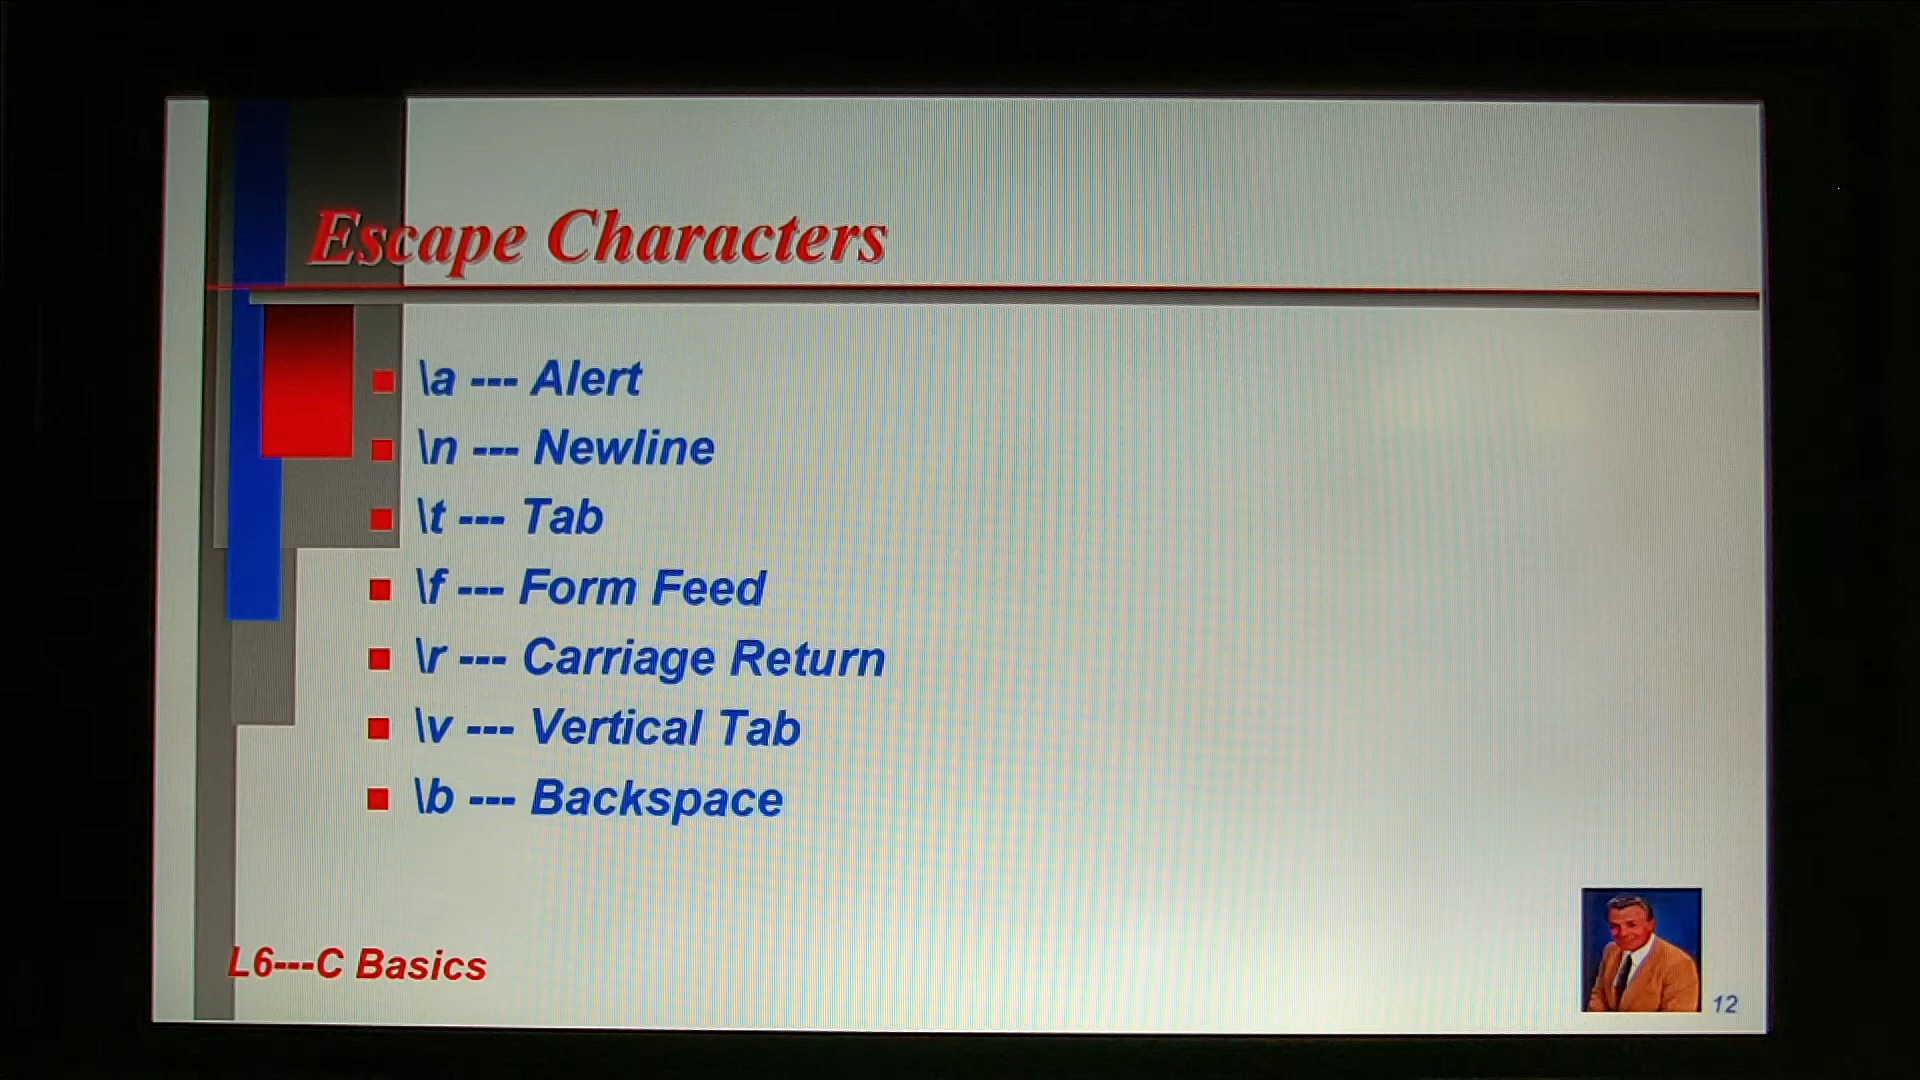 Escape Characters
\a --- Alert
\n --- Newline
\t --- Tab
\f --- Form Feed
\r --- Carriage Return
\v --- Vertical Tab
\b --- Backspace
L6---C Basics
12